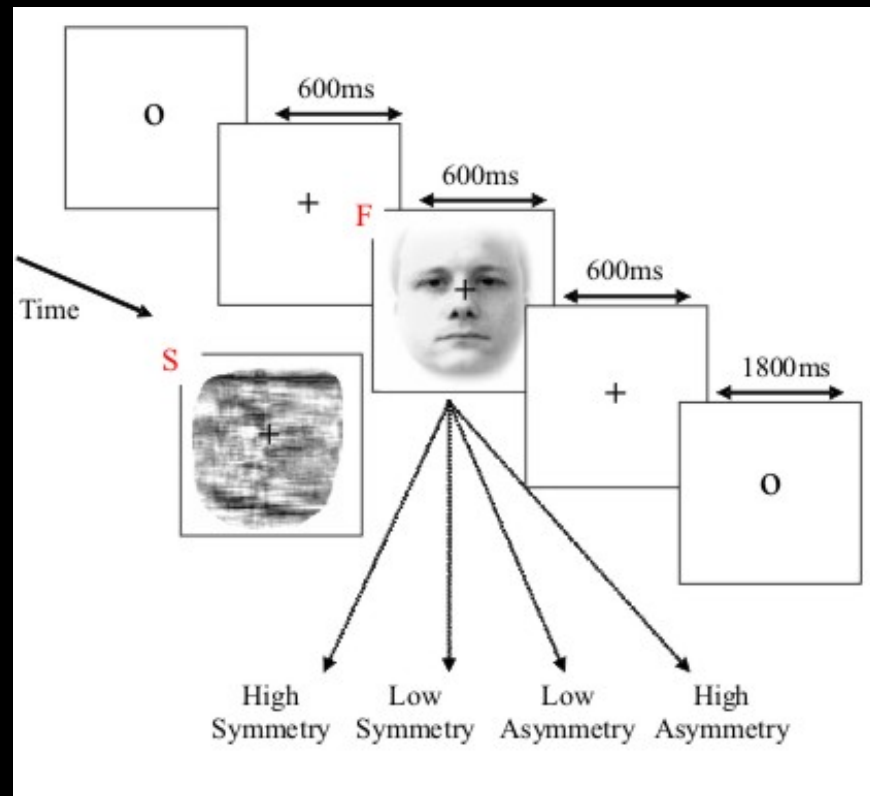 o
600ms
+
600ms
F
+
600ms
Time
+
1800ms
S
+
o
High
Symmetry
Low
Symmetry
Low
Asymmetry
High
Asymmetry